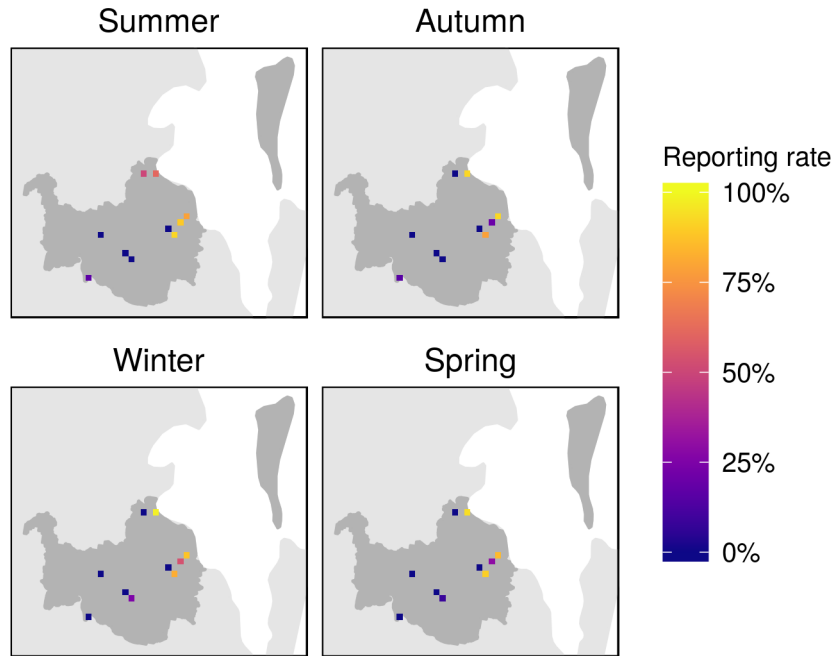 Summer
Autumn
Reporting rate
100%
75%
50%
25%
0%
Winter
Spring